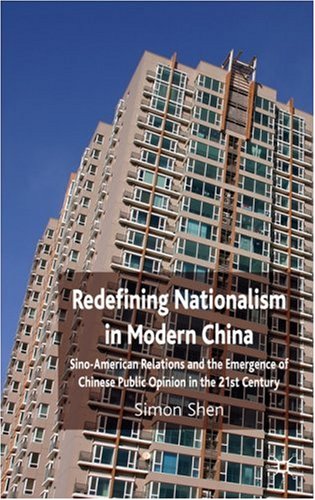 Redefining Nationalism
in Modern China
Sino-American Relations and the Emergence of
Chinese Public Opinion in the 21st Century
Simon Shen